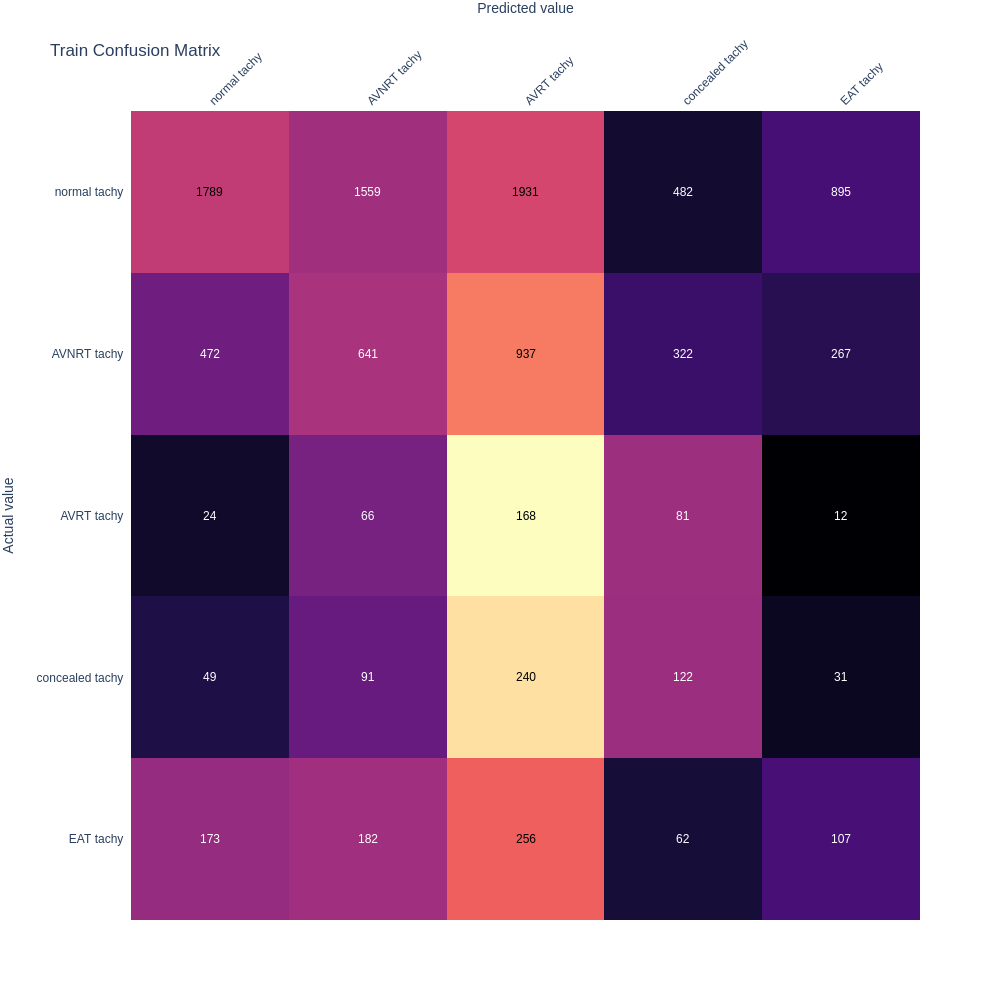 Predicted value
Train Confusion Matrix
normal tachy AVNRT tachy AVRT tachy concealed tachy EAT tachy
normal tachy 1789 1559 1931 482 895
AVNRT tachy 472 641 937 322 267
AVRT tachy 24 66 168 81 12
concealed tachy 49 91 240 122 31
EAT tachy 173 182 256 62 107
Actual value